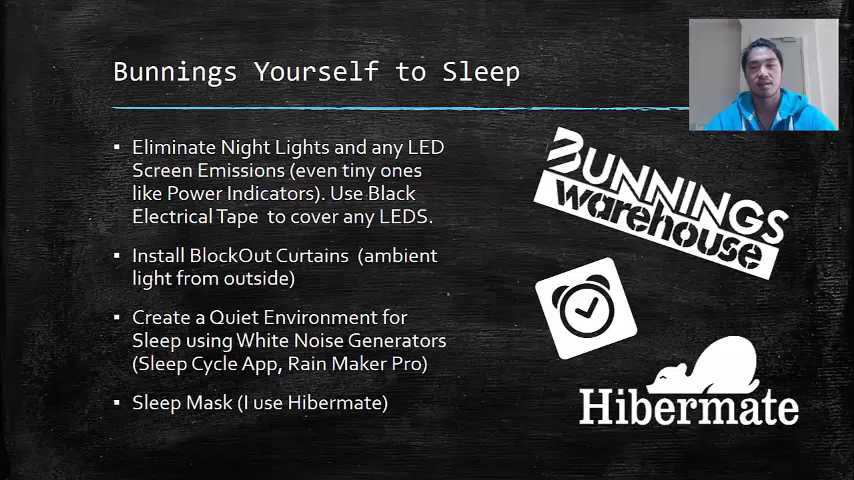 Bunnings Yourself to Sleep
▪ Eliminate Night Lights and any LED
Screen Emissions (even tiny ones
like Power Indicators). Use Black
Electrical Tape to cover any LEDS.
▪ Install BlockOut Curtains (ambient
light from outside)
▪ Create a Quiet Environment for
Sleep using White Noise Generators
(Sleep Cycle App, Rain Maker Pro)
▪ Sleep Mask (I use Hibermate)
BUNNINGS
warehouse
Hibermate